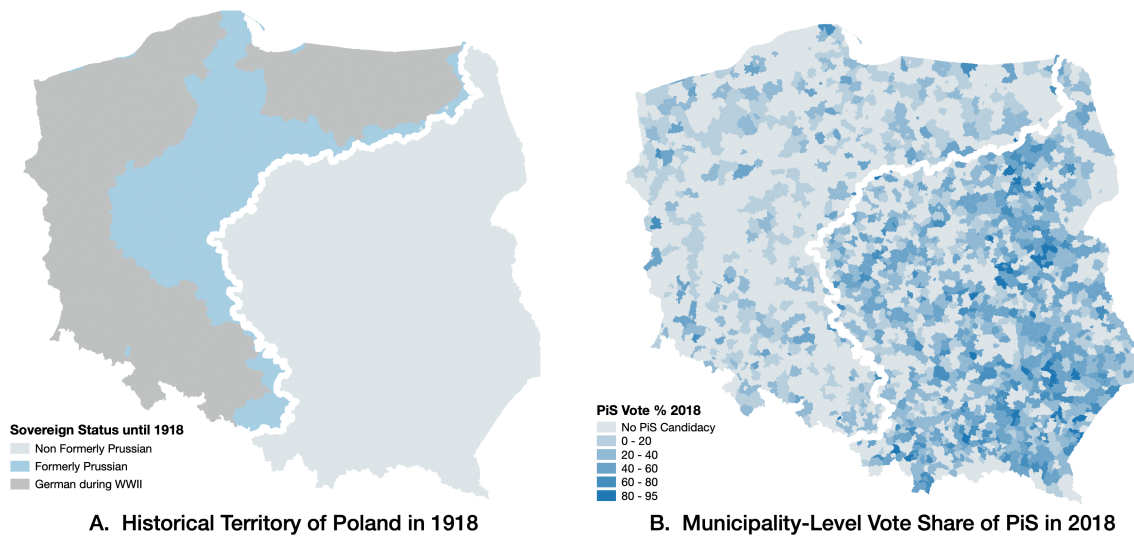 Sovereign Status until 1918
Non Formerly Prussian
Formerly Prussian
German during WWII
A. Historical Territory of Poland in 1918
PiS Vote % 2018
No PiS Candidacy
0 - 20
20 - 40
40 - 60
60 - 80
80 - 95
B. Municipality-Level Vote Share of PiS in 2018